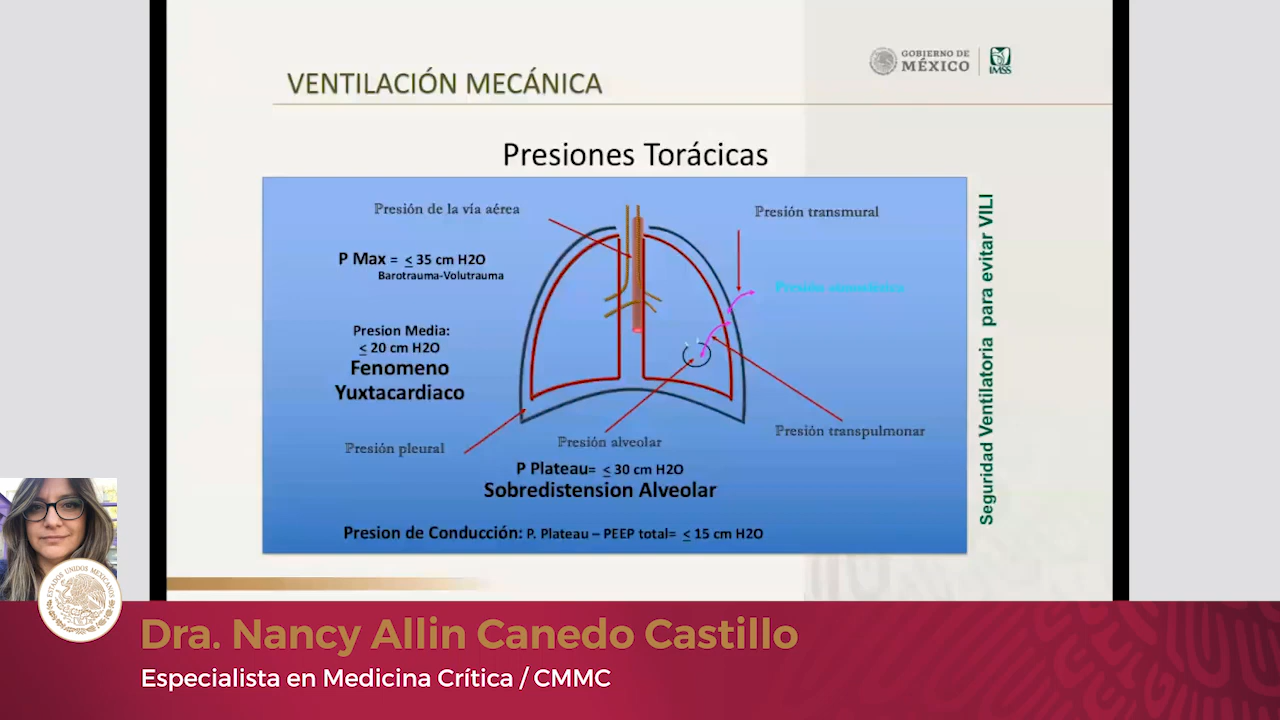 GOBIERNO DE
MÉXICO
IMSS
VENTILACIÓN MECÁNICA
Presiones Torácicas
Presión de la vía aérea
Presión transmural
P Max = ≤ 35 cm H2O
Barotrauma-Volutrauma
Presión atmosférica
Presion Media:
≤ 20 cm H2O
Fenomeno
Yuxtacardiaco
Presión pleural
Presión alveolar
Presión transpulmonar
P Plateau= ≤ 30 cm H2O
Sobredistension Alveolar
Presion de Conducción: P. Plateau – PEEP total= ≤ 15 cm H2O
Seguridad Ventilatoria para evitar VILI
ESTADOS UNIDOS MEXICANOS
Dra. Nancy Allin Canedo Castillo
Especialista en Medicina Crítica / CMMC